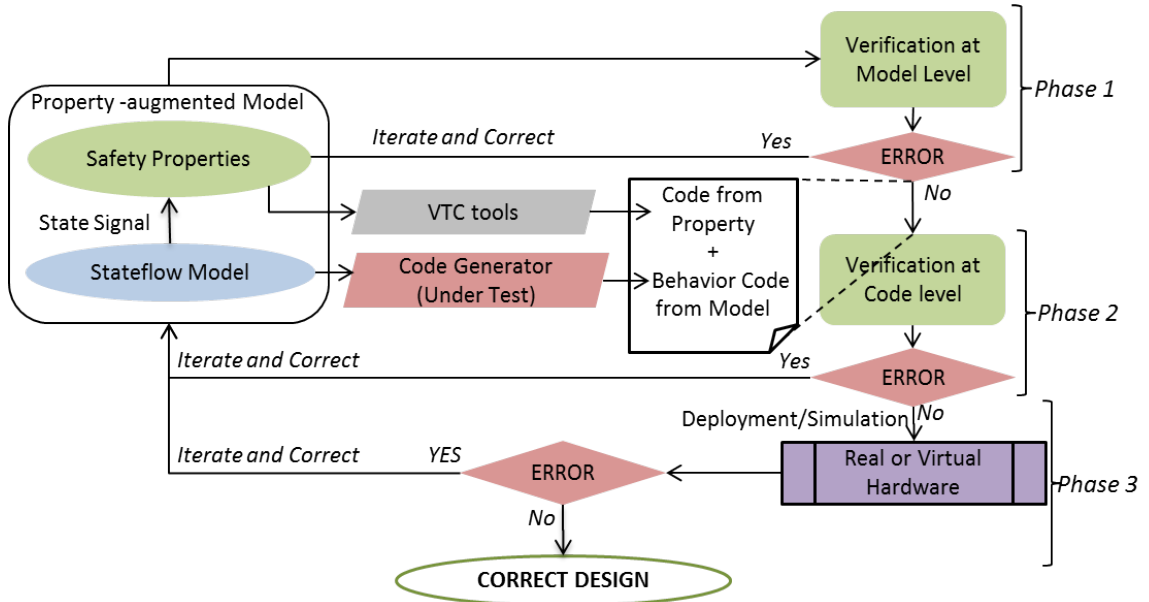 Verification at
Model Level
Phase 1
Property -augmented Model
Iterate and Correct
Yes
ERROR
Safety Properties
No
Code from
Property
+
Behavior Code
from Model
VTC tools
State Signal
Stateflow Model
Code Generator
(Under Test)
Verification at
Code level
Phase 2
Iterate and Correct
Yes
ERROR
No
Deployment/Simulation
Iterate and Correct
YES
ERROR
Real or Virtual
Hardware
Phase 3
No
CORRECT DESIGN